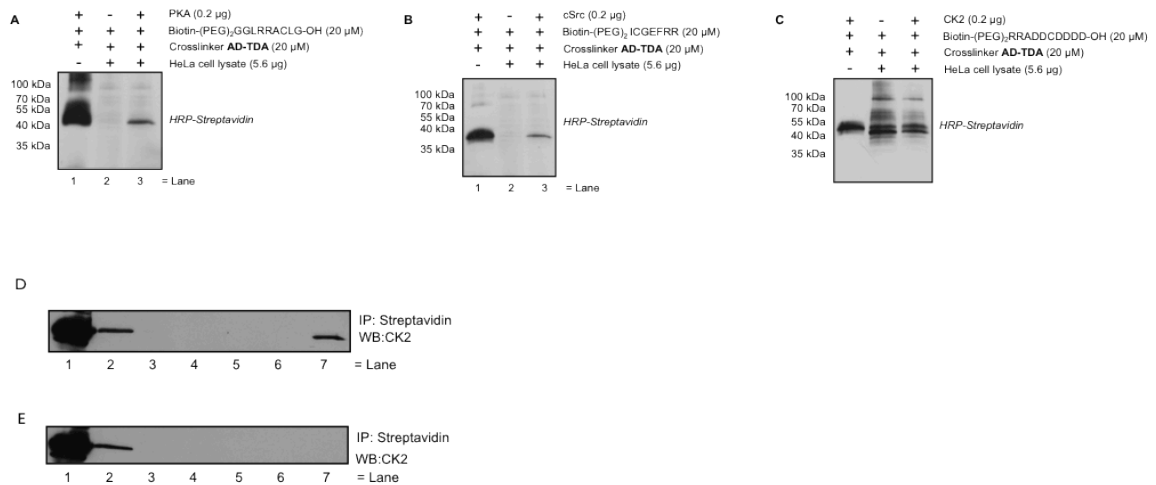 A
+ - + PKA (0.2 µg)
+ + + Biotin-(PEG)2GGLRRACLG-OH (20 µM)
+ + + Crosslinker AD-TDA (20 µM)
- + + HeLa cell lysate (5.6 µg)
100 kDa
70 kDa
55 kDa
40 kDa
35 kDa
HRP-Streptavidin
1 2 3 = Lane
B
+ - + cSrc (0.2 µg)
+ + + Biotin-(PEG)2 ICGEFRR (20 µM)
+ + + Crosslinker AD-TDA (20 µM)
- + + HeLa cell lysate (5.6 µg)
100 kDa
70 kDa
55 kDa
40 kDa
35 kDa
HRP-Streptavidin
1 2 3 = Lane
C
+ - + CK2 (0.2 µg)
+ + + Biotin-(PEG)2RRADDCDDDD-OH (20 µM)
+ + + Crosslinker AD-TDA (20 µM)
- + + HeLa cell lysate (5.6 µg)
100 kDa
70 kDa
55 kDa
40 kDa
35 kDa
HRP-Streptavidin
D
IP: Streptavidin
WB:CK2
1 2 3 4 5 6 7 = Lane
E
IP: Streptavidin
WB:CK2
1 2 3 4 5 6 7 = Lane